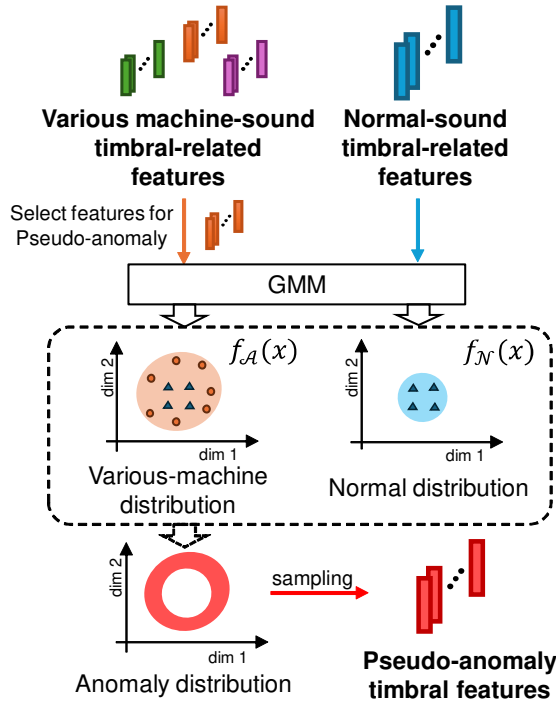 Various machine-sound
timbral-related
features
Normal-sound
timbral-related
features
Select features for
Pseudo-anomaly
GMM
f_𝒜(x)
dim 2
dim 1
Various-machine
distribution
f_𝒩(x)
dim 2
dim 1
Normal distribution
dim 2
dim 1
Anomaly distribution
sampling
Pseudo-anomaly
timbral features